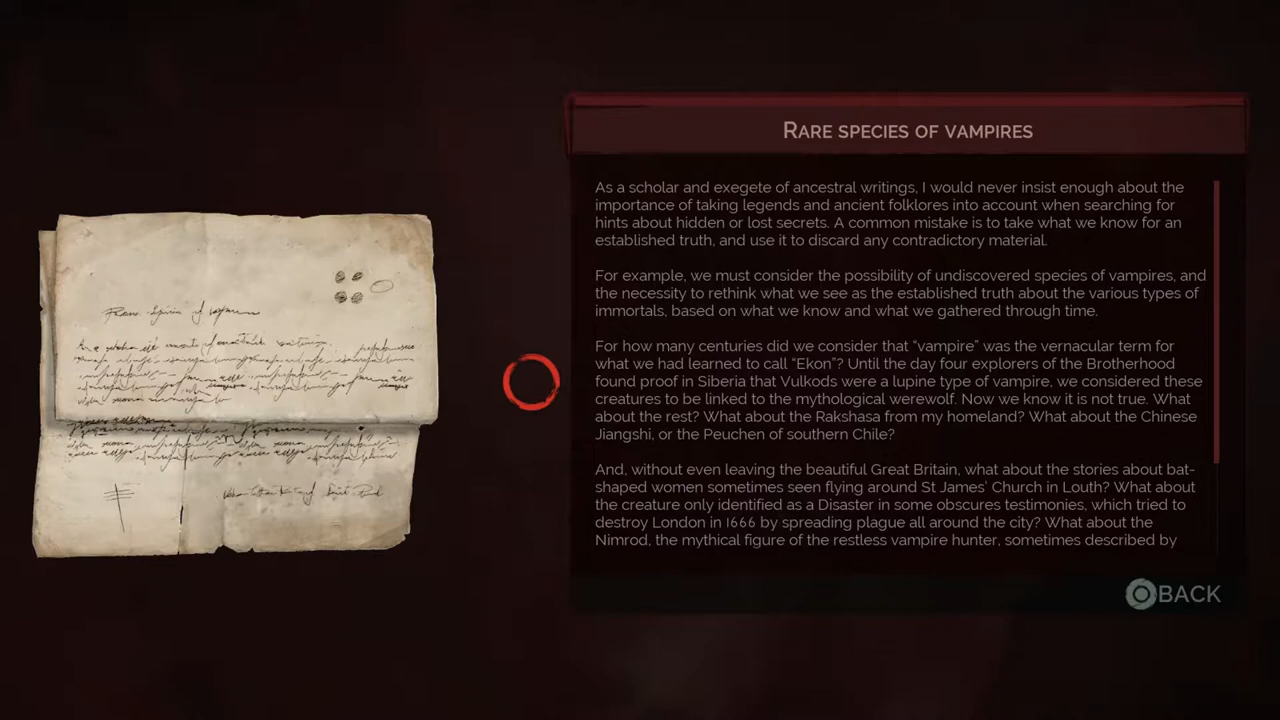 RARE SPECIES OF VAMPIRES
As a scholar and exegete of ancestral writings, I would never insist enough about the
importance of taking legends and ancient folklores into account when searching for
hints about hidden or lost secrets. A common mistake is to take what we know for an
established truth, and use it to discard any contradictory material.
For example, we must consider the possibility of undiscovered species of vampires, and
the necessity to rethink what we see as the established truth about the various types of
immortals, based on what we know and what we gathered through time.
For how many centuries did we consider that “vampire” was the vernacular term for
what we had learned to call “Ekon”? Until the day four explorers of the Brotherhood
found proof in Siberia that Vulkods were a lupine type of vampire, we considered these
creatures to be linked to the mythological werewolf. Now we know it is not true. What
about the rest? What about the Rakshasa from my homeland? What about the Chinese
Jiangshi, or the Peuchen of southern Chile?
And, without even leaving the beautiful Great Britain, what about the stories about bat-
shaped women sometimes seen flying around St James' Church in Louth? What about
the creature only identified as a Disaster in some obscures testimonies, which tried to
destroy London in 1666 by spreading plague all around the city? What about the
Nimrod, the mythical figure of the restless vampire hunter, sometimes described by
BACK